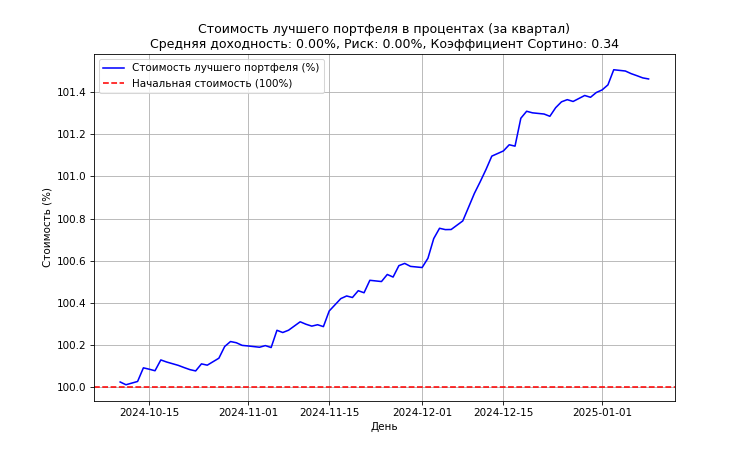 Стоимость лучшего портфеля в процентах (за квартал)
Средняя доходность: 0.00%, Риск: 0.00%, Коэффициент Сортино: 0.34
Стоимость лучшего портфеля (%)
Начальная стоимость (100%)
Стоимость (%)
101.4
101.2
101.0
100.8
100.6
100.4
100.2
100.0
2024-10-15 2024-11-01 2024-11-15 2024-12-01 2024-12-15 2025-01-01
День